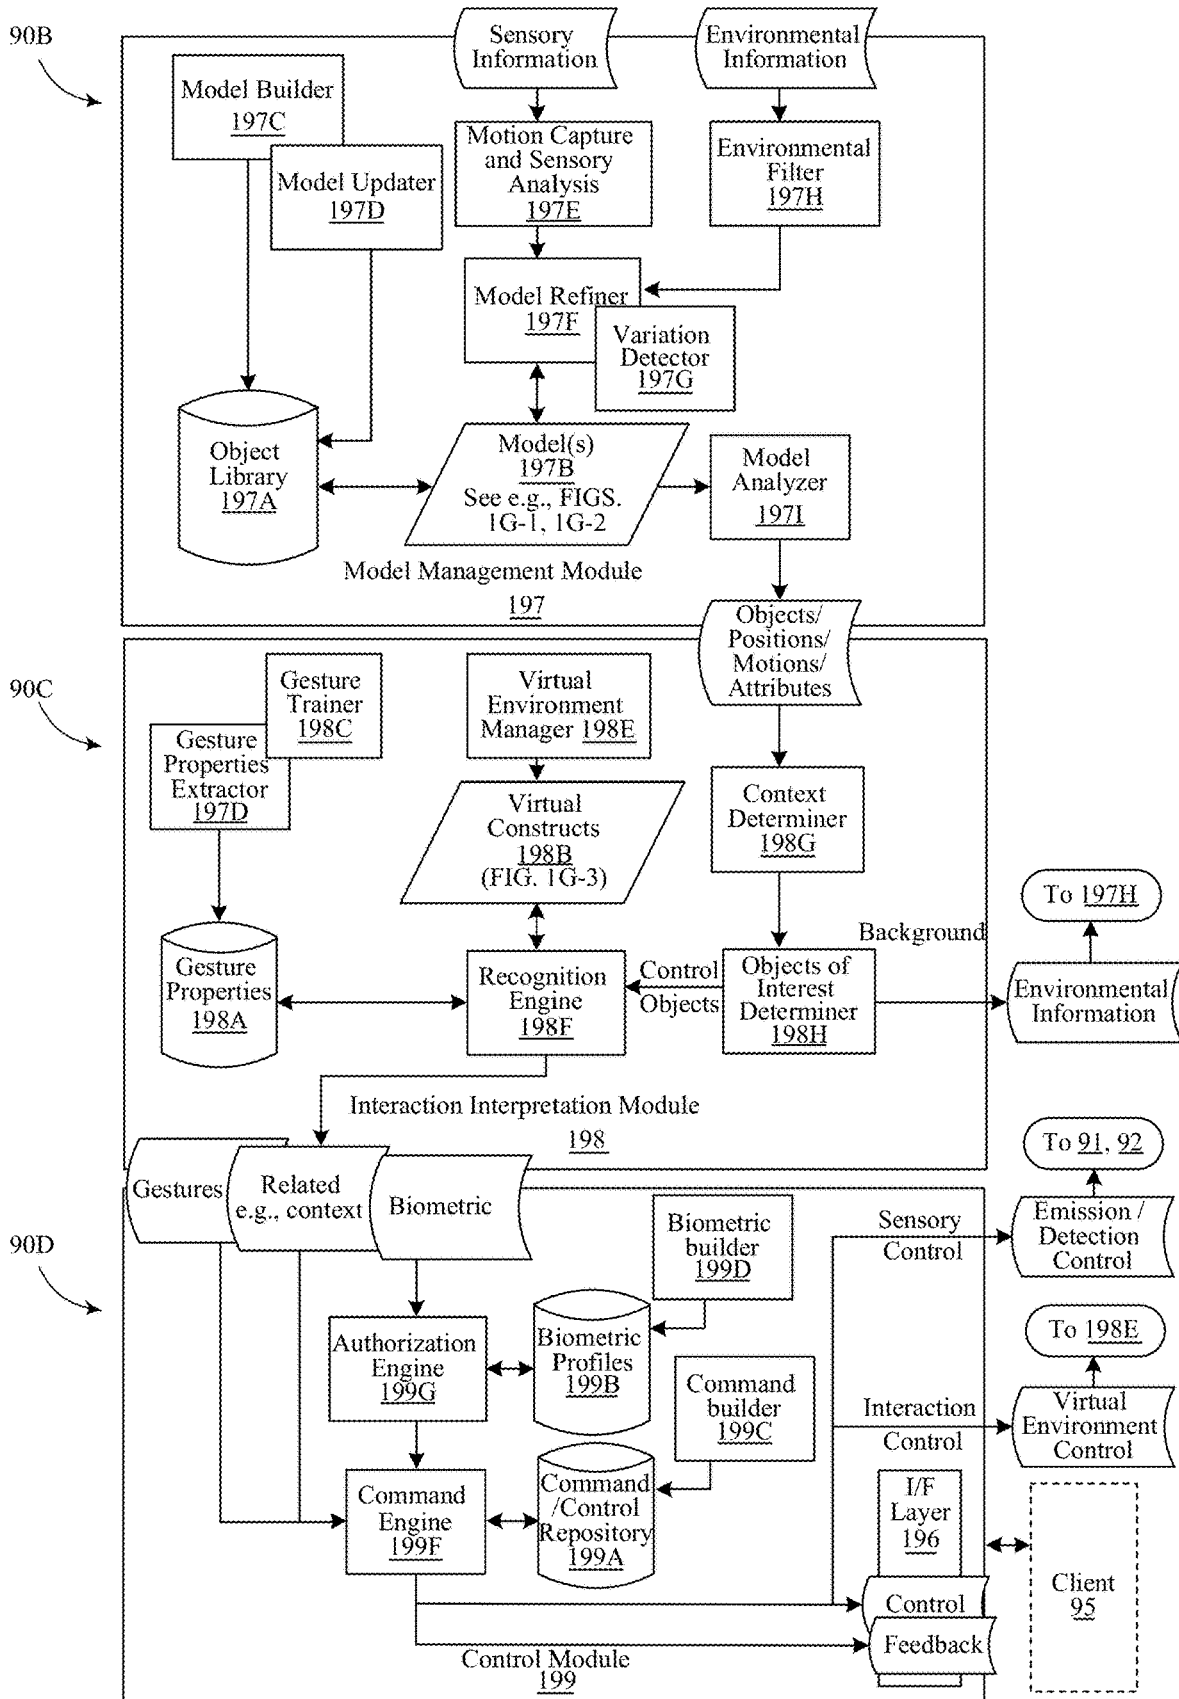 90B
Sensory
Information
Environmental
Information
Model Builder
197C
Model Updater
197D
Motion Capture
and Sensory
Analysis
197E
Environmental
Filter
197H
Model Refiner
197F
Variation
Detector
197G
Object
Library
197A
Model(s)
197B
See e.g., FIGS.
1G-1, 1G-2
Model
Analyzer
197I
Model Management Module
197
Objects/
Positions/
Motions/
Attributes
90C
Gesture
Trainer
198C
Gesture
Properties
Extractor
197D
Virtual
Environment
Manager 198E
Virtual
Constructs
198B
(FIG. 1G-3)
Context
Determiner
198G
To 197H
Background
Gesture
Properties
198A
Recognition
Engine
198F
Control
Objects
Objects of
Interest
Determiner
198H
Environmental
Information
Interaction Interpretation Module
198
Gestures
Related
e.g., context
Biometric
To 91, 92
90D
Biometric
builder
199D
Sensory
Control
Emission /
Detection
Control
Authorization
Engine
199G
Biometric
Profiles
199B
To 198E
Command
builder
199C
Interaction
Control
Virtual
Environment
Control
Command
Engine
199F
Command
/Control
Repository
199A
I/F
Layer
196
Client
95
Control
Feedback
Control Module
199